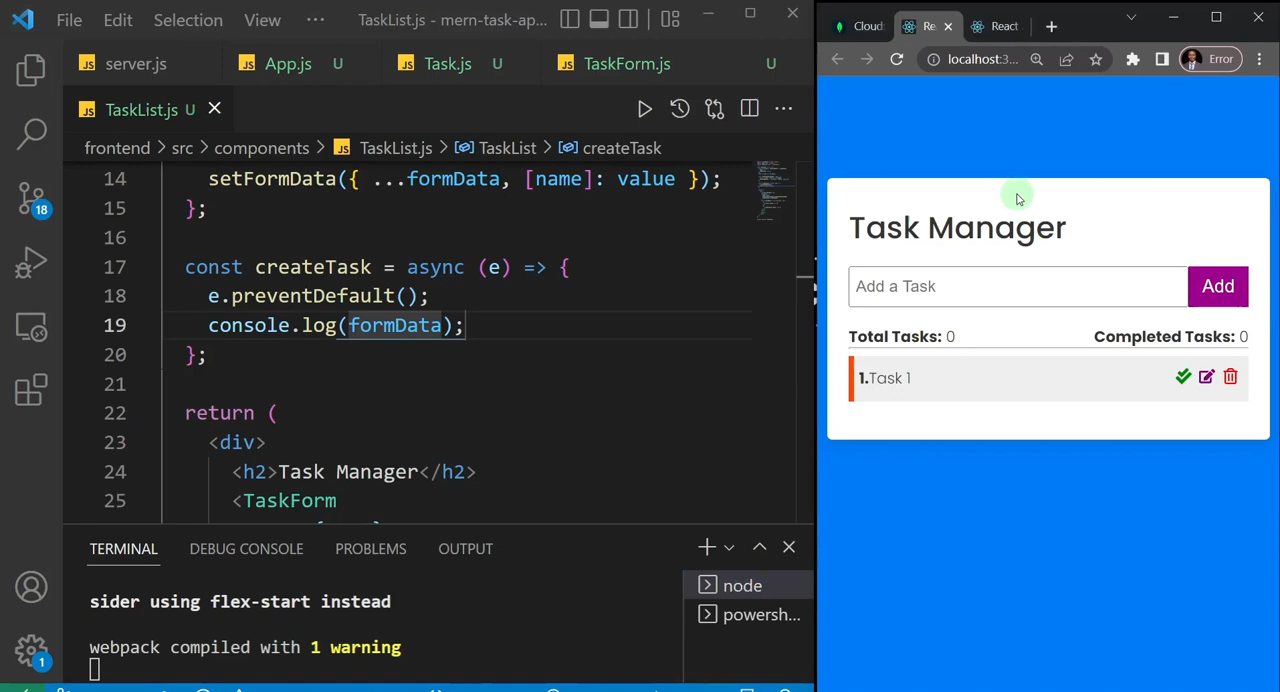 File Edit Selection View ··· TaskList.js - mern-task-ap...
server.js App.js U Task.js U TaskForm.js U
TaskList.js U
frontend > src > components > TaskList.js > TaskList > createTask
14 setFormData({ ...formData, [name]: value });
15 };
16
17 const createTask = async (e) => {
18 e.preventDefault();
19 console.log(formData);
20 };
21
22 return (
23 <div>
24 <h2>Task Manager</h2>
25 <TaskForm
18
1
TERMINAL DEBUG CONSOLE PROBLEMS OUTPUT
sider using flex-start instead
webpack compiled with 1 warning
node
powersh...
Cloud Re React
localhost:3... Error
Task Manager
Add a Task Add
Total Tasks: 0 Completed Tasks: 0
1.Task 1